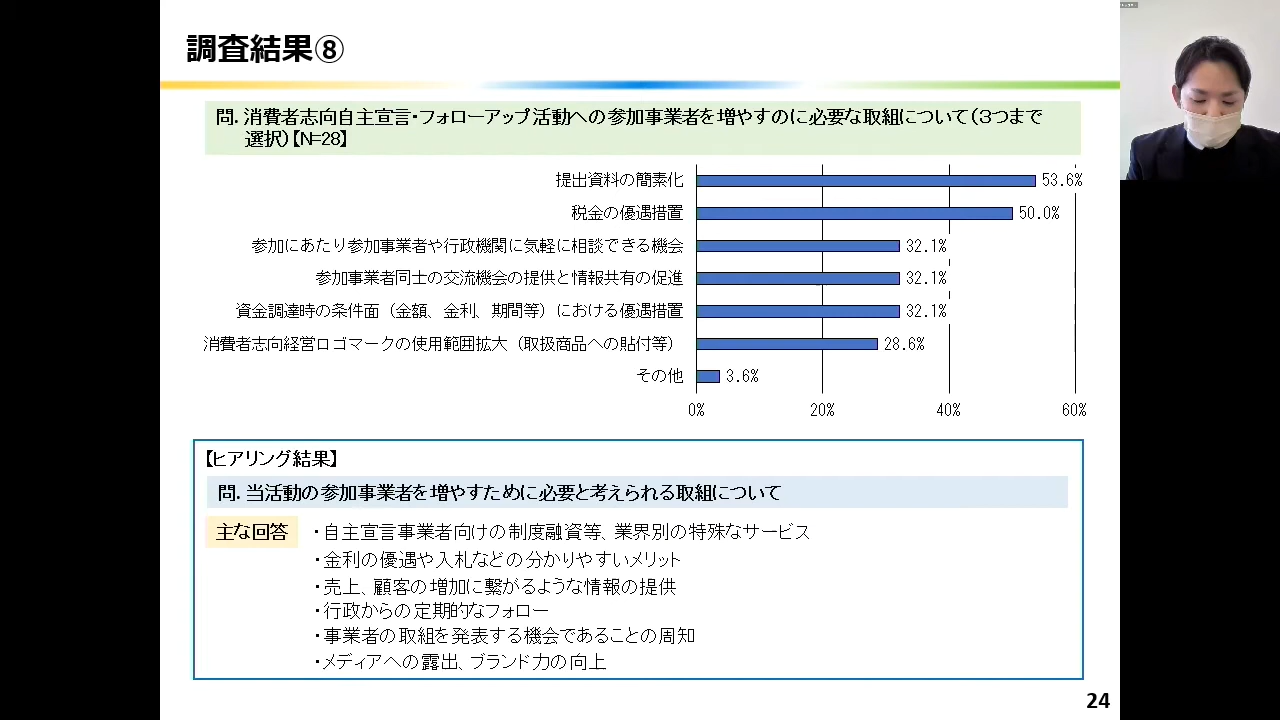 調査結果⑧
問. 消費者志向自主宣言・フォローアップ活動への参加事業者を増やすのに必要な取組について（３つまで
選択）【N=28】
提出資料の簡素化 53.6%
税金の優遇措置 50.0%
参加にあたり参加事業者や行政機関に気軽に相談できる機会 32.1%
参加事業者同士の交流機会の提供と情報共有の促進 32.1%
資金調達時の条件面（金額、金利、期間等）における優遇措置 32.1%
消費者志向経営ロゴマークの使用範囲拡大（取扱商品への貼付等） 28.6%
その他 3.6%
0% 20% 40% 60%
【ヒアリング結果】
問. 当活動の参加事業者を増やすために必要と考えられる取組について
主な回答 ・自主宣言事業者向けの制度融資等、業界別の特殊なサービス
・金利の優遇や入札などの分かりやすいメリット
・売上、顧客の増加に繋がるような情報の提供
・行政からの定期的なフォロー
・事業者の取組を発表する機会であることの周知
・メディアへの露出、ブランド力の向上
24